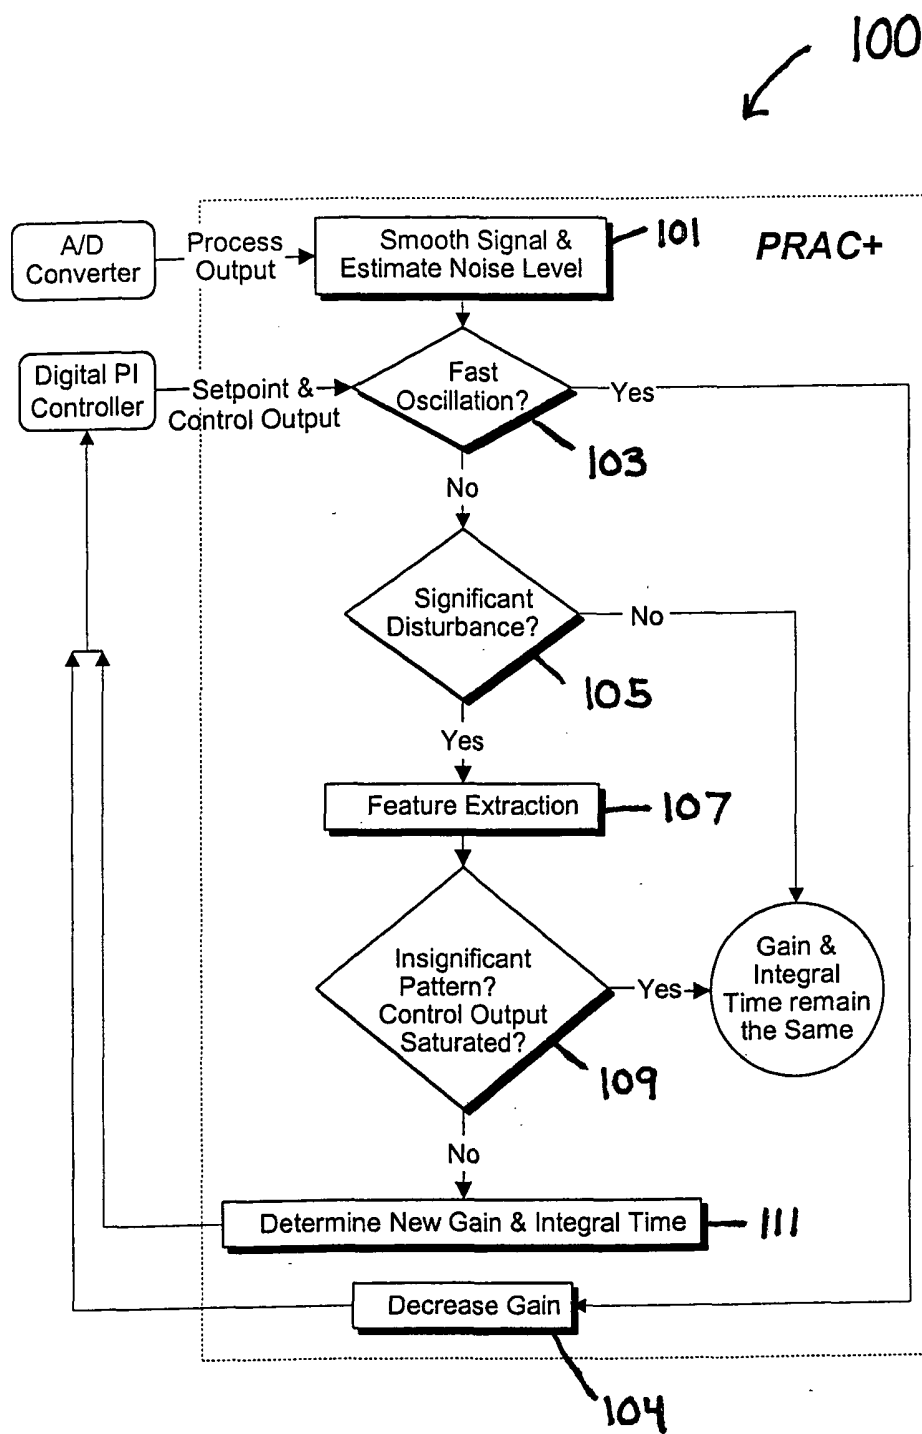 100
A/D
Converter
Process
Output
Smooth Signal &
Estimate Noise Level
101
PRAC+
Digital PI
Controller
Setpoint &
Control Output
Fast
Oscillation?
Yes
103
No
Significant
Disturbance?
No
105
Yes
Feature Extraction
107
Insignificant
Pattern?
Control Output
Saturated?
Yes
Gain &
Integral
Time remain
the Same
109
No
Determine New Gain & Integral Time
111
Decrease Gain
104